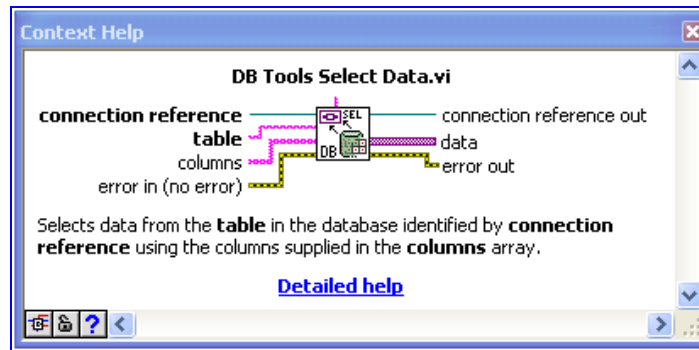 Context Help
DB Tools Select Data.vi
connection reference
table
columns
error in (no error)
SEL
DB
connection reference out
data
error out
Selects data from the table in the database identified by connection
reference using the columns supplied in the columns array.
Detailed help
?